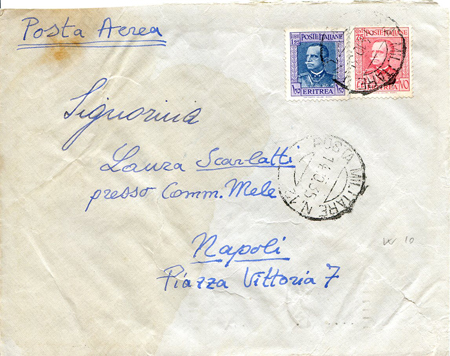 Posta Aerea
POSTE ITALIANE
ERITREA
POSTE ITALIANE
Signorina
Laura Scarlatti
presso Comm. Mele
Napoli
Piazza Vittoria 7
POSTA MILITARE N. 12